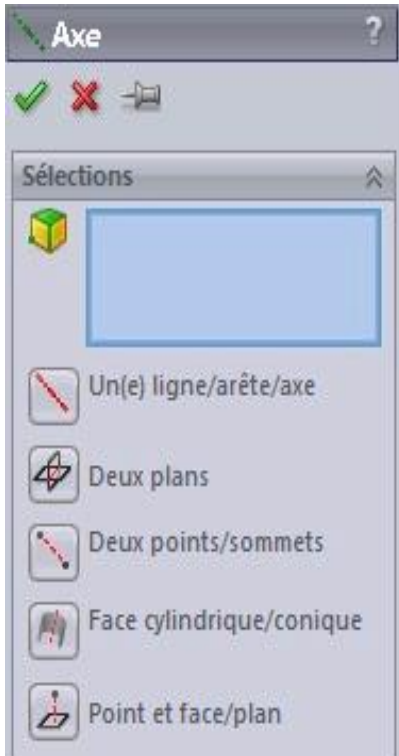 Axe ?
Sélections
Un(e) ligne/arête/axe
Deux plans
Deux points/sommets
Face cylindrique/conique
Point et face/plan